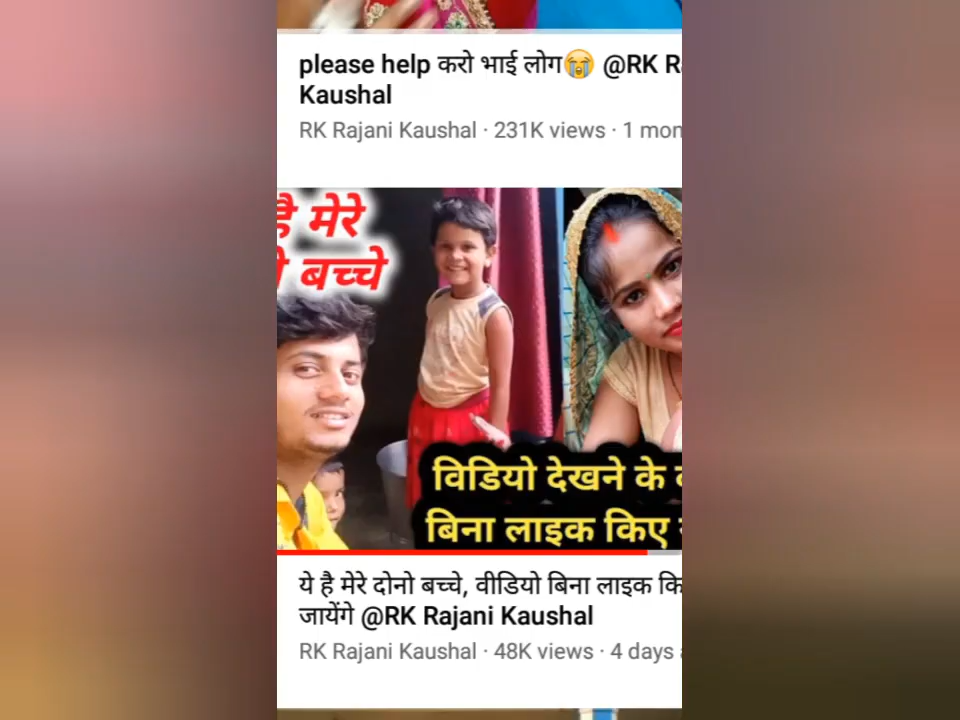 please help करो भाई लोग😭 @RK R
Kaushal
RK Rajani Kaushal · 231K views · 1 mon
है मेरे
बच्चे
विडियो देखने के
बिना लाइक किए
ये है मेरे दोनो बच्चे, वीडियो बिना लाइक कि
जायेंगे @RK Rajani Kaushal
RK Rajani Kaushal · 48K views · 4 days